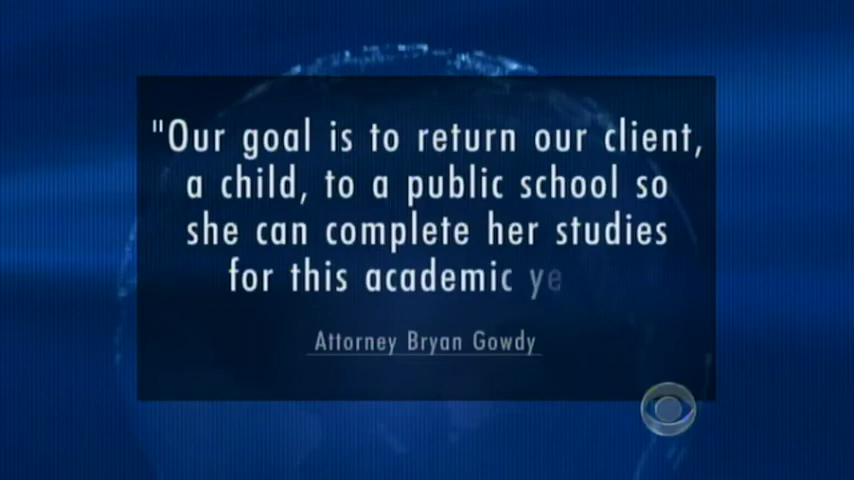 "Our goal is to return our client,
a child, to a public school so
she can complete her studies
for this academic ye
Attorney Bryan Gowdy